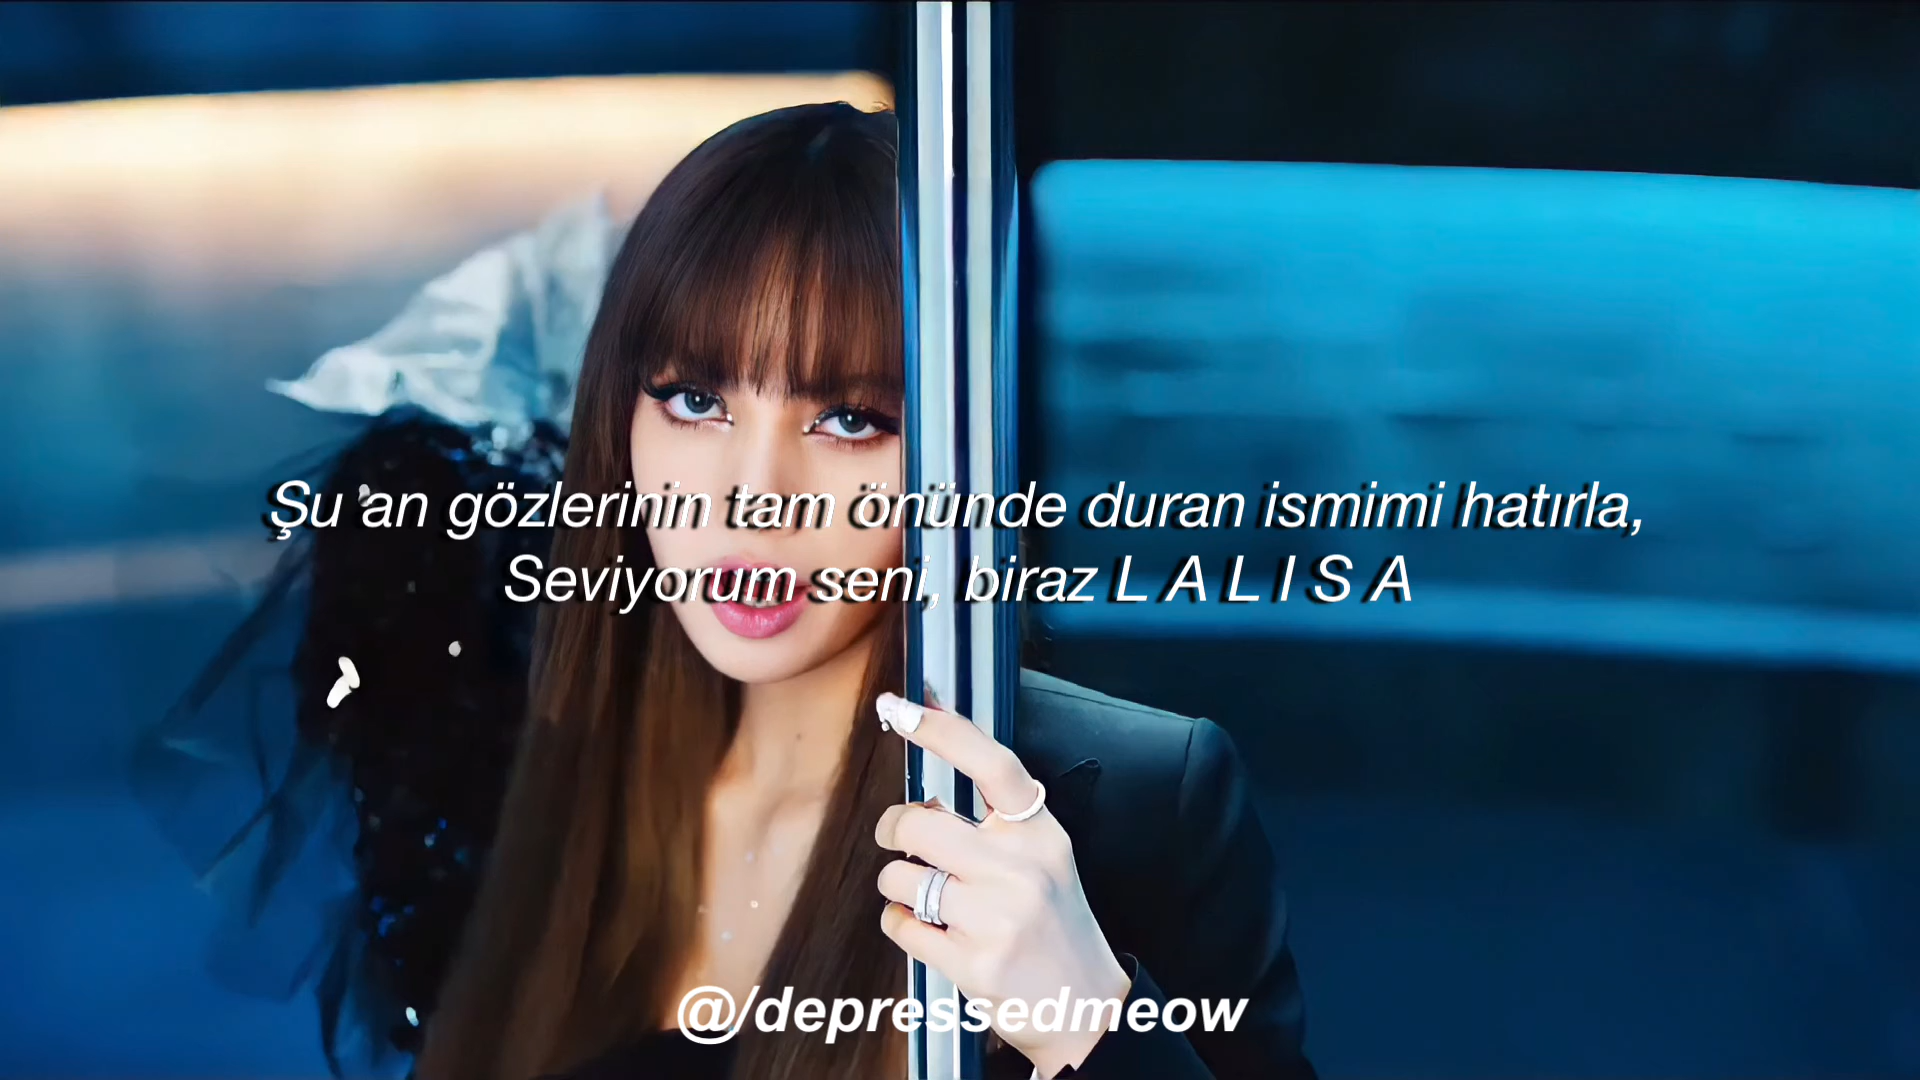 Şu an gözlerinin tam önünde duran ismimi hatırla,
Seviyorum seni, biraz L A L I S A
@/depressedmeow